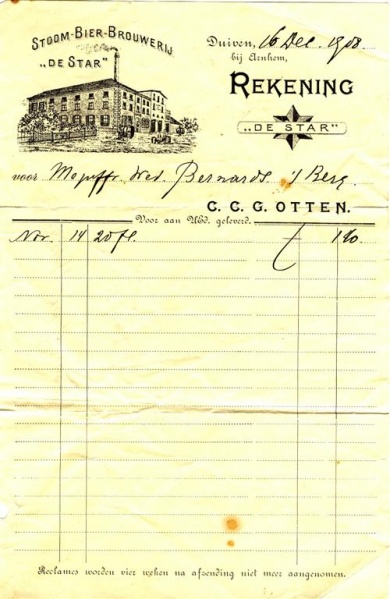 STOOM-BIER-BROUWERIJ
„DE STAR"
Duiven, 16 Dec. 1908.
bij Arnhem,
REKENING
„DE STAR"
voor Mejuffr. Wed. Bernards. 's Berg.
C. C. G. OTTEN.
Voor aan UEd. geleverd.
Nov. 14 20 fl. f 1.20.
Reclames worden vier weken na afzending niet meer aangenomen.